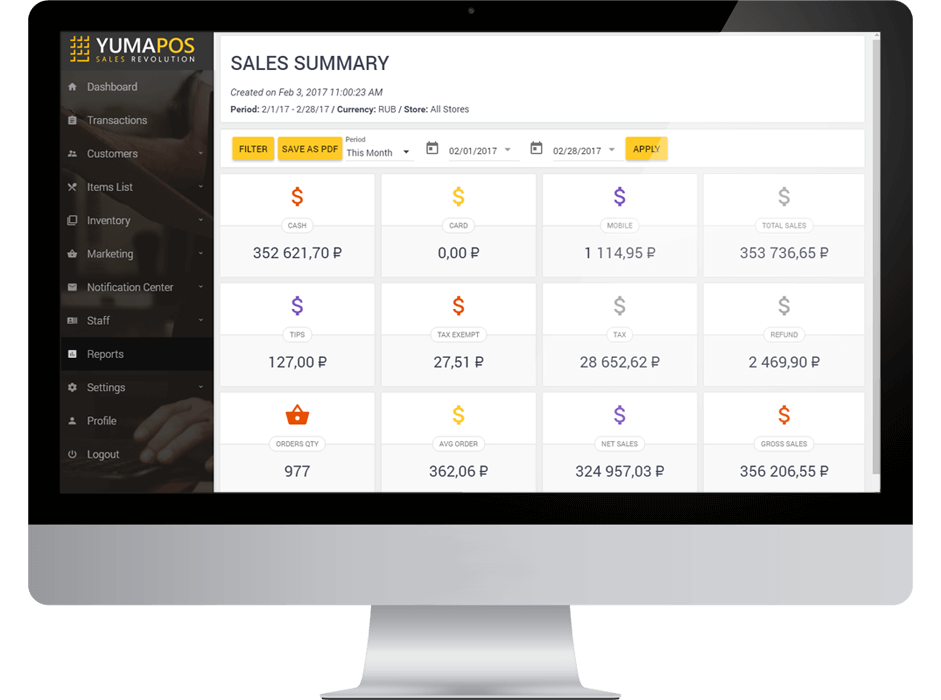 YUMAPOS
SALES REVOLUTION
Dashboard
Transactions
Customers
Items List
Inventory
Marketing
Notification Center
Staff
Reports
Settings
Profile
Logout
SALES SUMMARY
Created on Feb 3, 2017 11:00:23 AM
Period: 2/1/17 - 2/28/17 / Currency: RUB / Store: All Stores
FILTER
SAVE AS PDF
Period
This Month
02/01/2017
02/28/2017
APPLY
$ $ $ $
CASH CARD MOBILE TOTAL SALES
352 621,70 ₽ 0,00 ₽ 1 114,95 ₽ 353 736,65 ₽
$ $ $ $
TIPS TAX EXEMPT TAX REFUND
127,00 ₽ 27,51 ₽ 28 652,62 ₽ 2 469,90 ₽
$ $ $
ORDERS QTY AVG ORDER NET SALES GROSS SALES
977 362,06 ₽ 324 957,03 ₽ 356 206,55 ₽